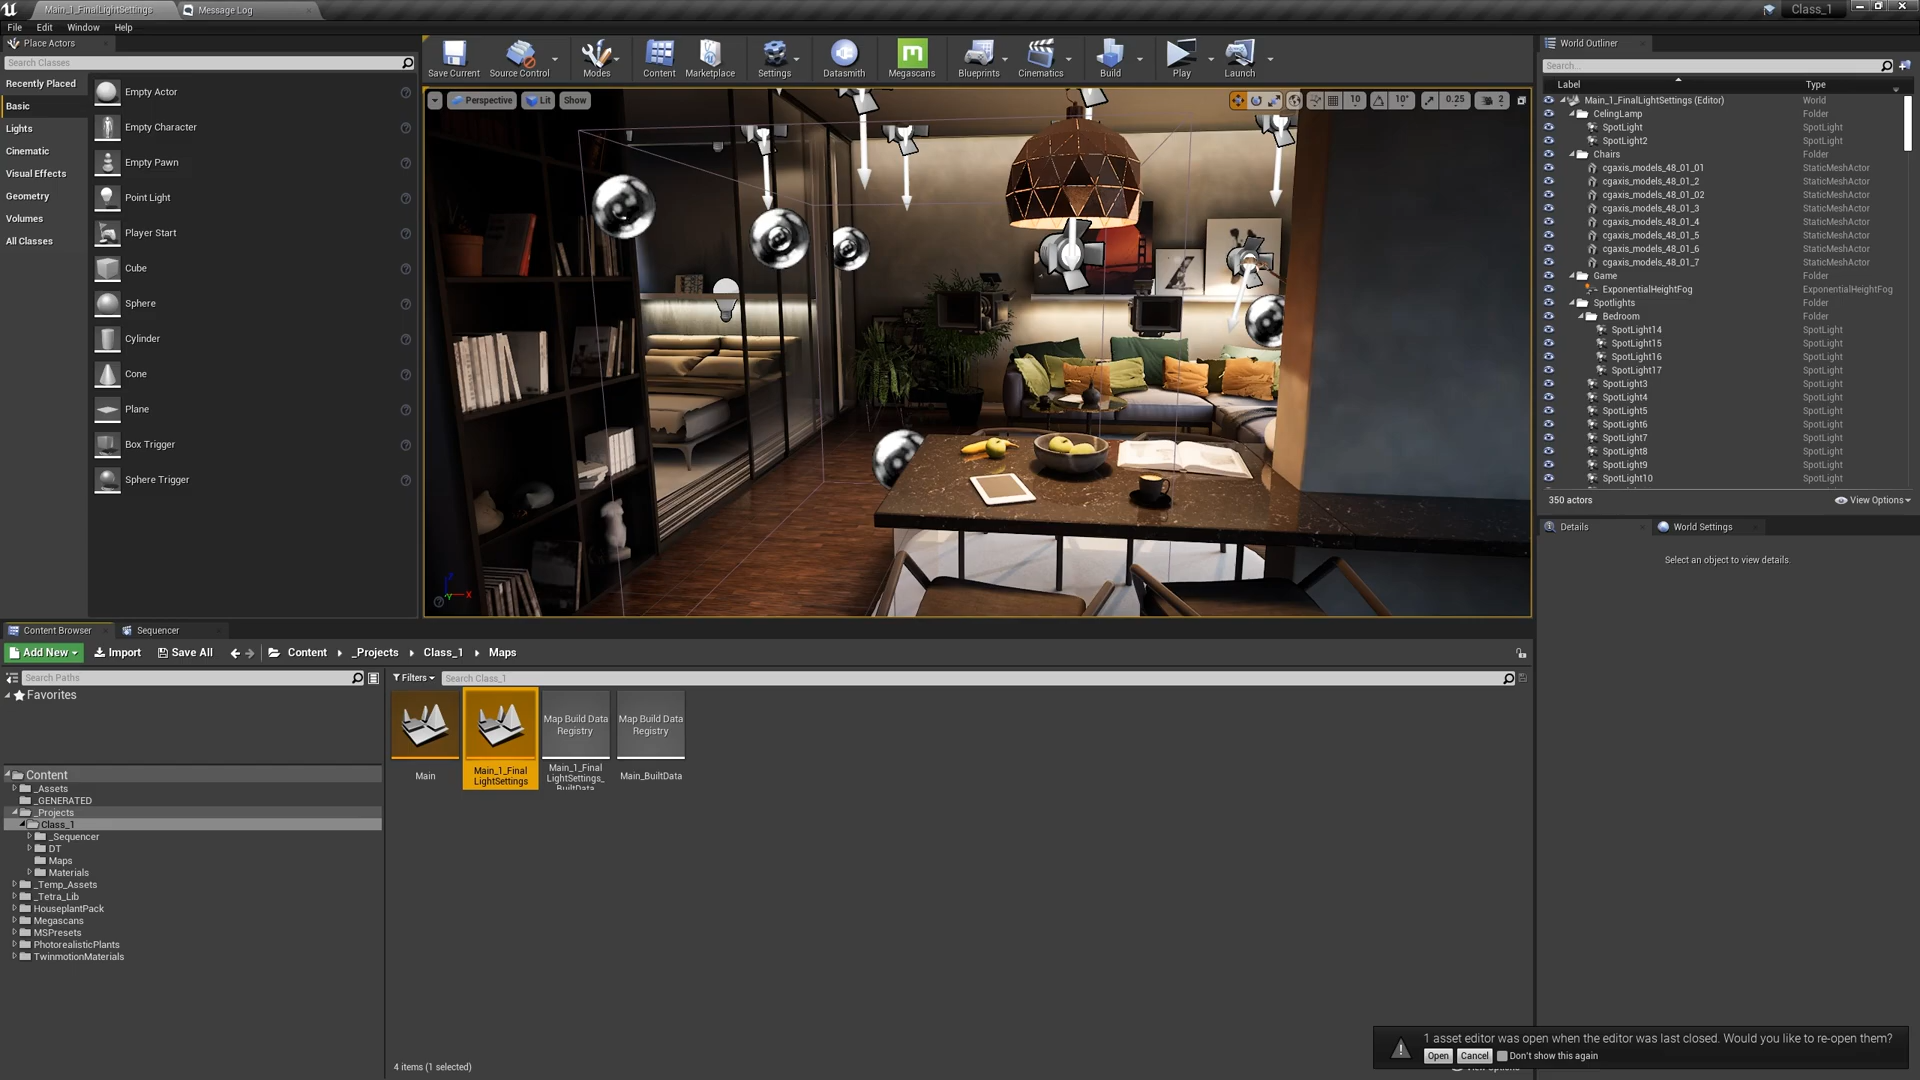 Main_1_FinalLightSettings
Message Log
Class_1
File
Edit
Window
Help
Place Actors
Search Classes
Recently Placed
Basic
Lights
Cinematic
Visual Effects
Geometry
Volumes
All Classes
Empty Actor
Empty Character
Empty Pawn
Point Light
Player Start
Cube
Sphere
Cylinder
Cone
Plane
Box Trigger
Sphere Trigger
Save Current
Source Control
Modes
Content
Marketplace
Settings
Datasmith
Megascans
Blueprints
Cinematics
Build
Play
Launch
Perspective
Lit
Show
10
10°
0.25
2
World Outliner
Search...
Label
Type
Main_1_FinalLightSettings (Editor) World
CelingLamp Folder
SpotLight SpotLight
SpotLight2 SpotLight
Chairs Folder
cgaxis_models_48_01_01 StaticMeshActor
cgaxis_models_48_01_2 StaticMeshActor
cgaxis_models_48_01_02 StaticMeshActor
cgaxis_models_48_01_3 StaticMeshActor
cgaxis_models_48_01_4 StaticMeshActor
cgaxis_models_48_01_5 StaticMeshActor
cgaxis_models_48_01_6 StaticMeshActor
cgaxis_models_48_01_7 StaticMeshActor
Game Folder
ExponentialHeightFog ExponentialHeightFog
Spotlights Folder
Bedroom Folder
SpotLight14 SpotLight
SpotLight15 SpotLight
SpotLight16 SpotLight
SpotLight17 SpotLight
SpotLight3 SpotLight
SpotLight4 SpotLight
SpotLight5 SpotLight
SpotLight6 SpotLight
SpotLight7 SpotLight
SpotLight8 SpotLight
SpotLight9 SpotLight
SpotLight10 SpotLight
350 actors
View Options
Details
World Settings
Select an object to view details.
Content Browser
Sequencer
Add New
Import
Save All
Content
_Projects
Class_1
Maps
Search Paths
Favorites
Content
_Assets
_GENERATED
_Projects
Class_1
_Sequencer
DT
Maps
Materials
_Temp_Assets
_Tetra_Lib
HouseplantPack
Megascans
MSPresets
PhotorealisticPlants
TwinmotionMaterials
Filters
Search Class_1
Main
Main_1_Final
LightSettings
Map Build Data
Registry
Main_1_Final
LightSettings_
BuiltData
Map Build Data
Registry
Main_BuiltData
4 items (1 selected)
1 asset editor was open when the editor was last closed. Would you like to re-open them?
Open
Cancel
Don't show this again
View Options